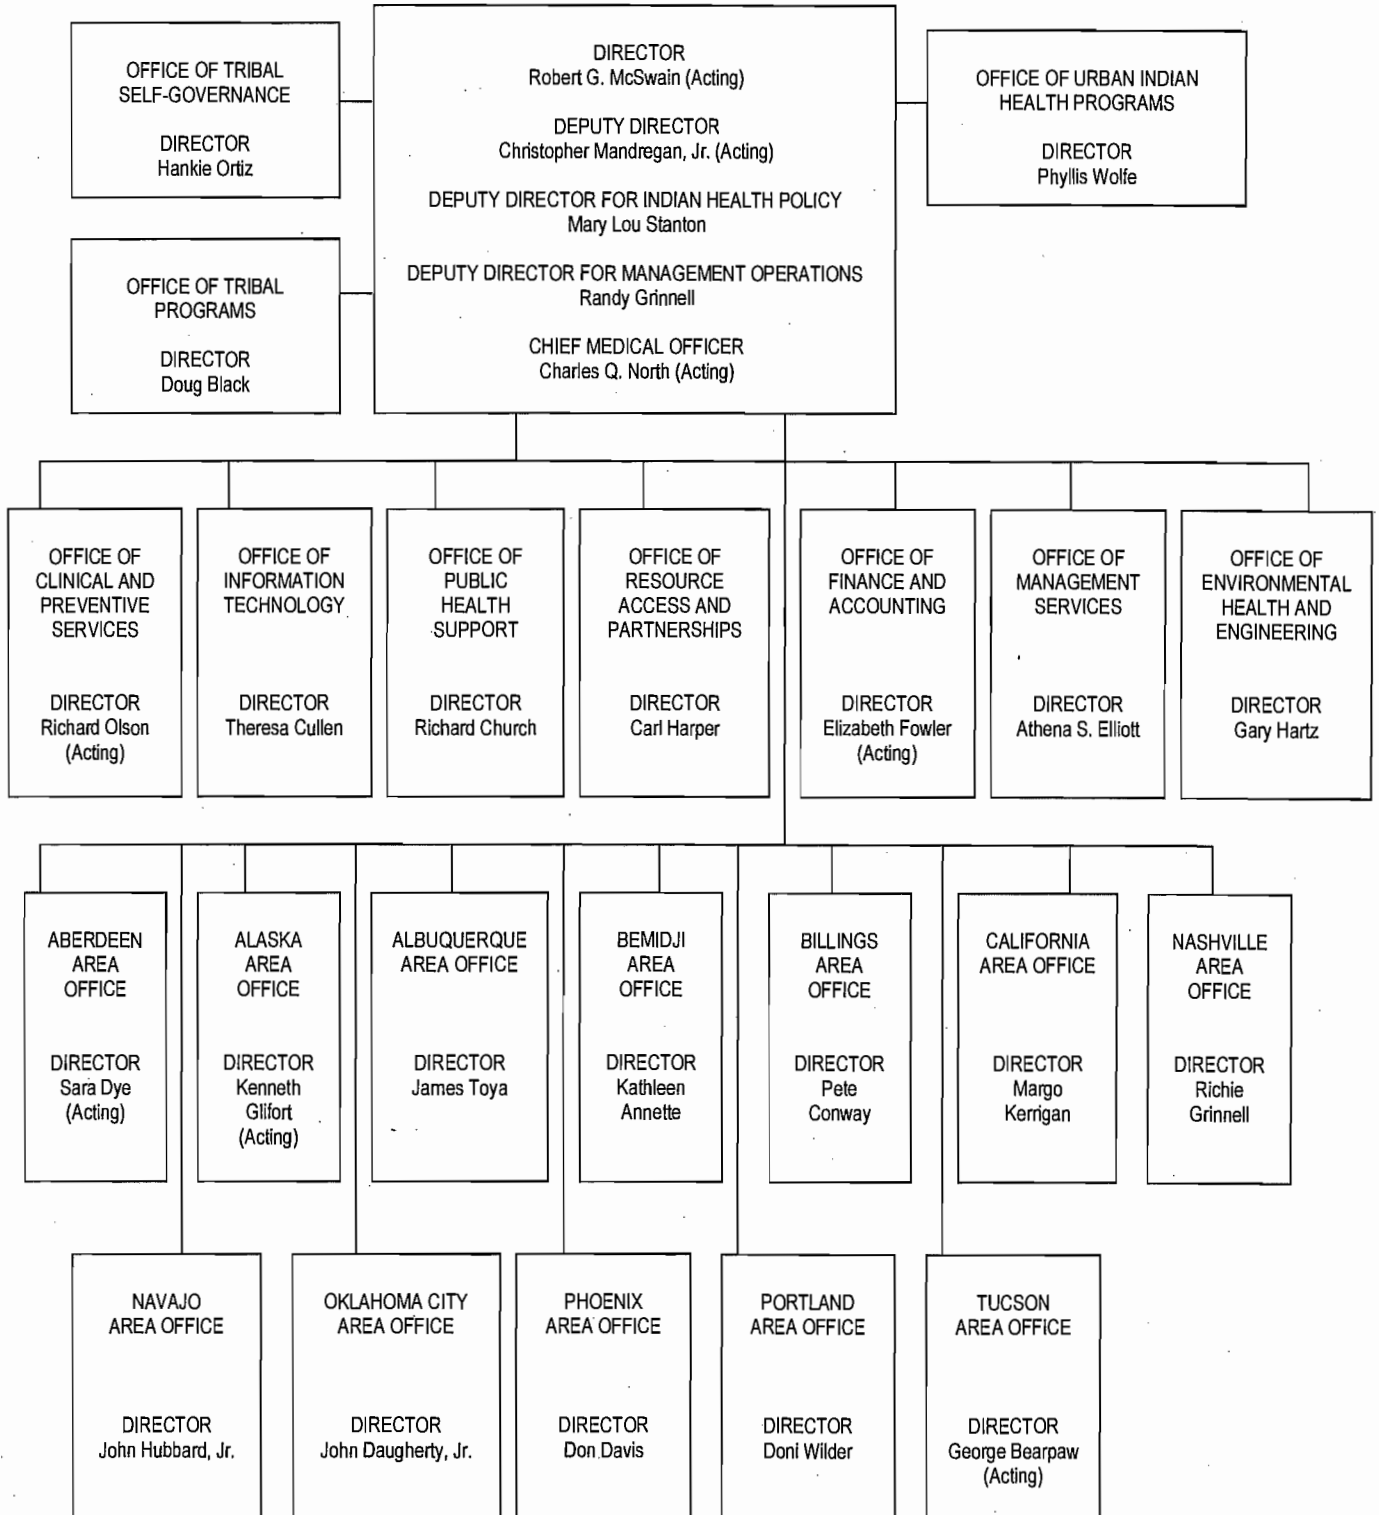 OFFICE OF TRIBAL
SELF-GOVERNANCE
DIRECTOR
Hankie Ortiz
DIRECTOR
Robert G. McSwain (Acting)
DEPUTY DIRECTOR
Christopher Mandregan, Jr. (Acting)
DEPUTY DIRECTOR FOR INDIAN HEALTH POLICY
Mary Lou Stanton
DEPUTY DIRECTOR FOR MANAGEMENT OPERATIONS
Randy Grinnell
CHIEF MEDICAL OFFICER
Charles Q. North (Acting)
OFFICE OF URBAN INDIAN
HEALTH PROGRAMS
DIRECTOR
Phyllis Wolfe
OFFICE OF TRIBAL
PROGRAMS
DIRECTOR
Doug Black
OFFICE OF
CLINICAL AND
PREVENTIVE
SERVICES
DIRECTOR
Richard Olson
(Acting)
OFFICE OF
INFORMATION
TECHNOLOGY
DIRECTOR
Theresa Cullen
OFFICE OF
PUBLIC
HEALTH
SUPPORT
DIRECTOR
Richard Church
OFFICE OF
RESOURCE
ACCESS AND
PARTNERSHIPS
DIRECTOR
Carl Harper
OFFICE OF
FINANCE AND
ACCOUNTING
DIRECTOR
Elizabeth Fowler
(Acting)
OFFICE OF
MANAGEMENT
SERVICES
DIRECTOR
Athena S. Elliott
OFFICE OF
ENVIRONMENTAL
HEALTH AND
ENGINEERING
DIRECTOR
Gary Hartz
ABERDEEN
AREA
OFFICE
DIRECTOR
Sara Dye
(Acting)
ALASKA
AREA
OFFICE
DIRECTOR
Kenneth
Glifort
(Acting)
ALBUQUERQUE
AREA OFFICE
DIRECTOR
James Toya
BEMIDJI
AREA
OFFICE
DIRECTOR
Kathleen
Annette
BILLINGS
AREA
OFFICE
DIRECTOR
Pete
Conway
CALIFORNIA
AREA OFFICE
DIRECTOR
Margo
Kerrigan
NASHVILLE
AREA
OFFICE
DIRECTOR
Richie
Grinnell
NAVAJO
AREA OFFICE
DIRECTOR
John Hubbard, Jr.
OKLAHOMA CITY
AREA OFFICE
DIRECTOR
John Daugherty, Jr.
PHOENIX
AREA OFFICE
DIRECTOR
Don Davis
PORTLAND
AREA OFFICE
DIRECTOR
Doni Wilder
TUCSON
AREA OFFICE
DIRECTOR
George Bearpaw
(Acting)